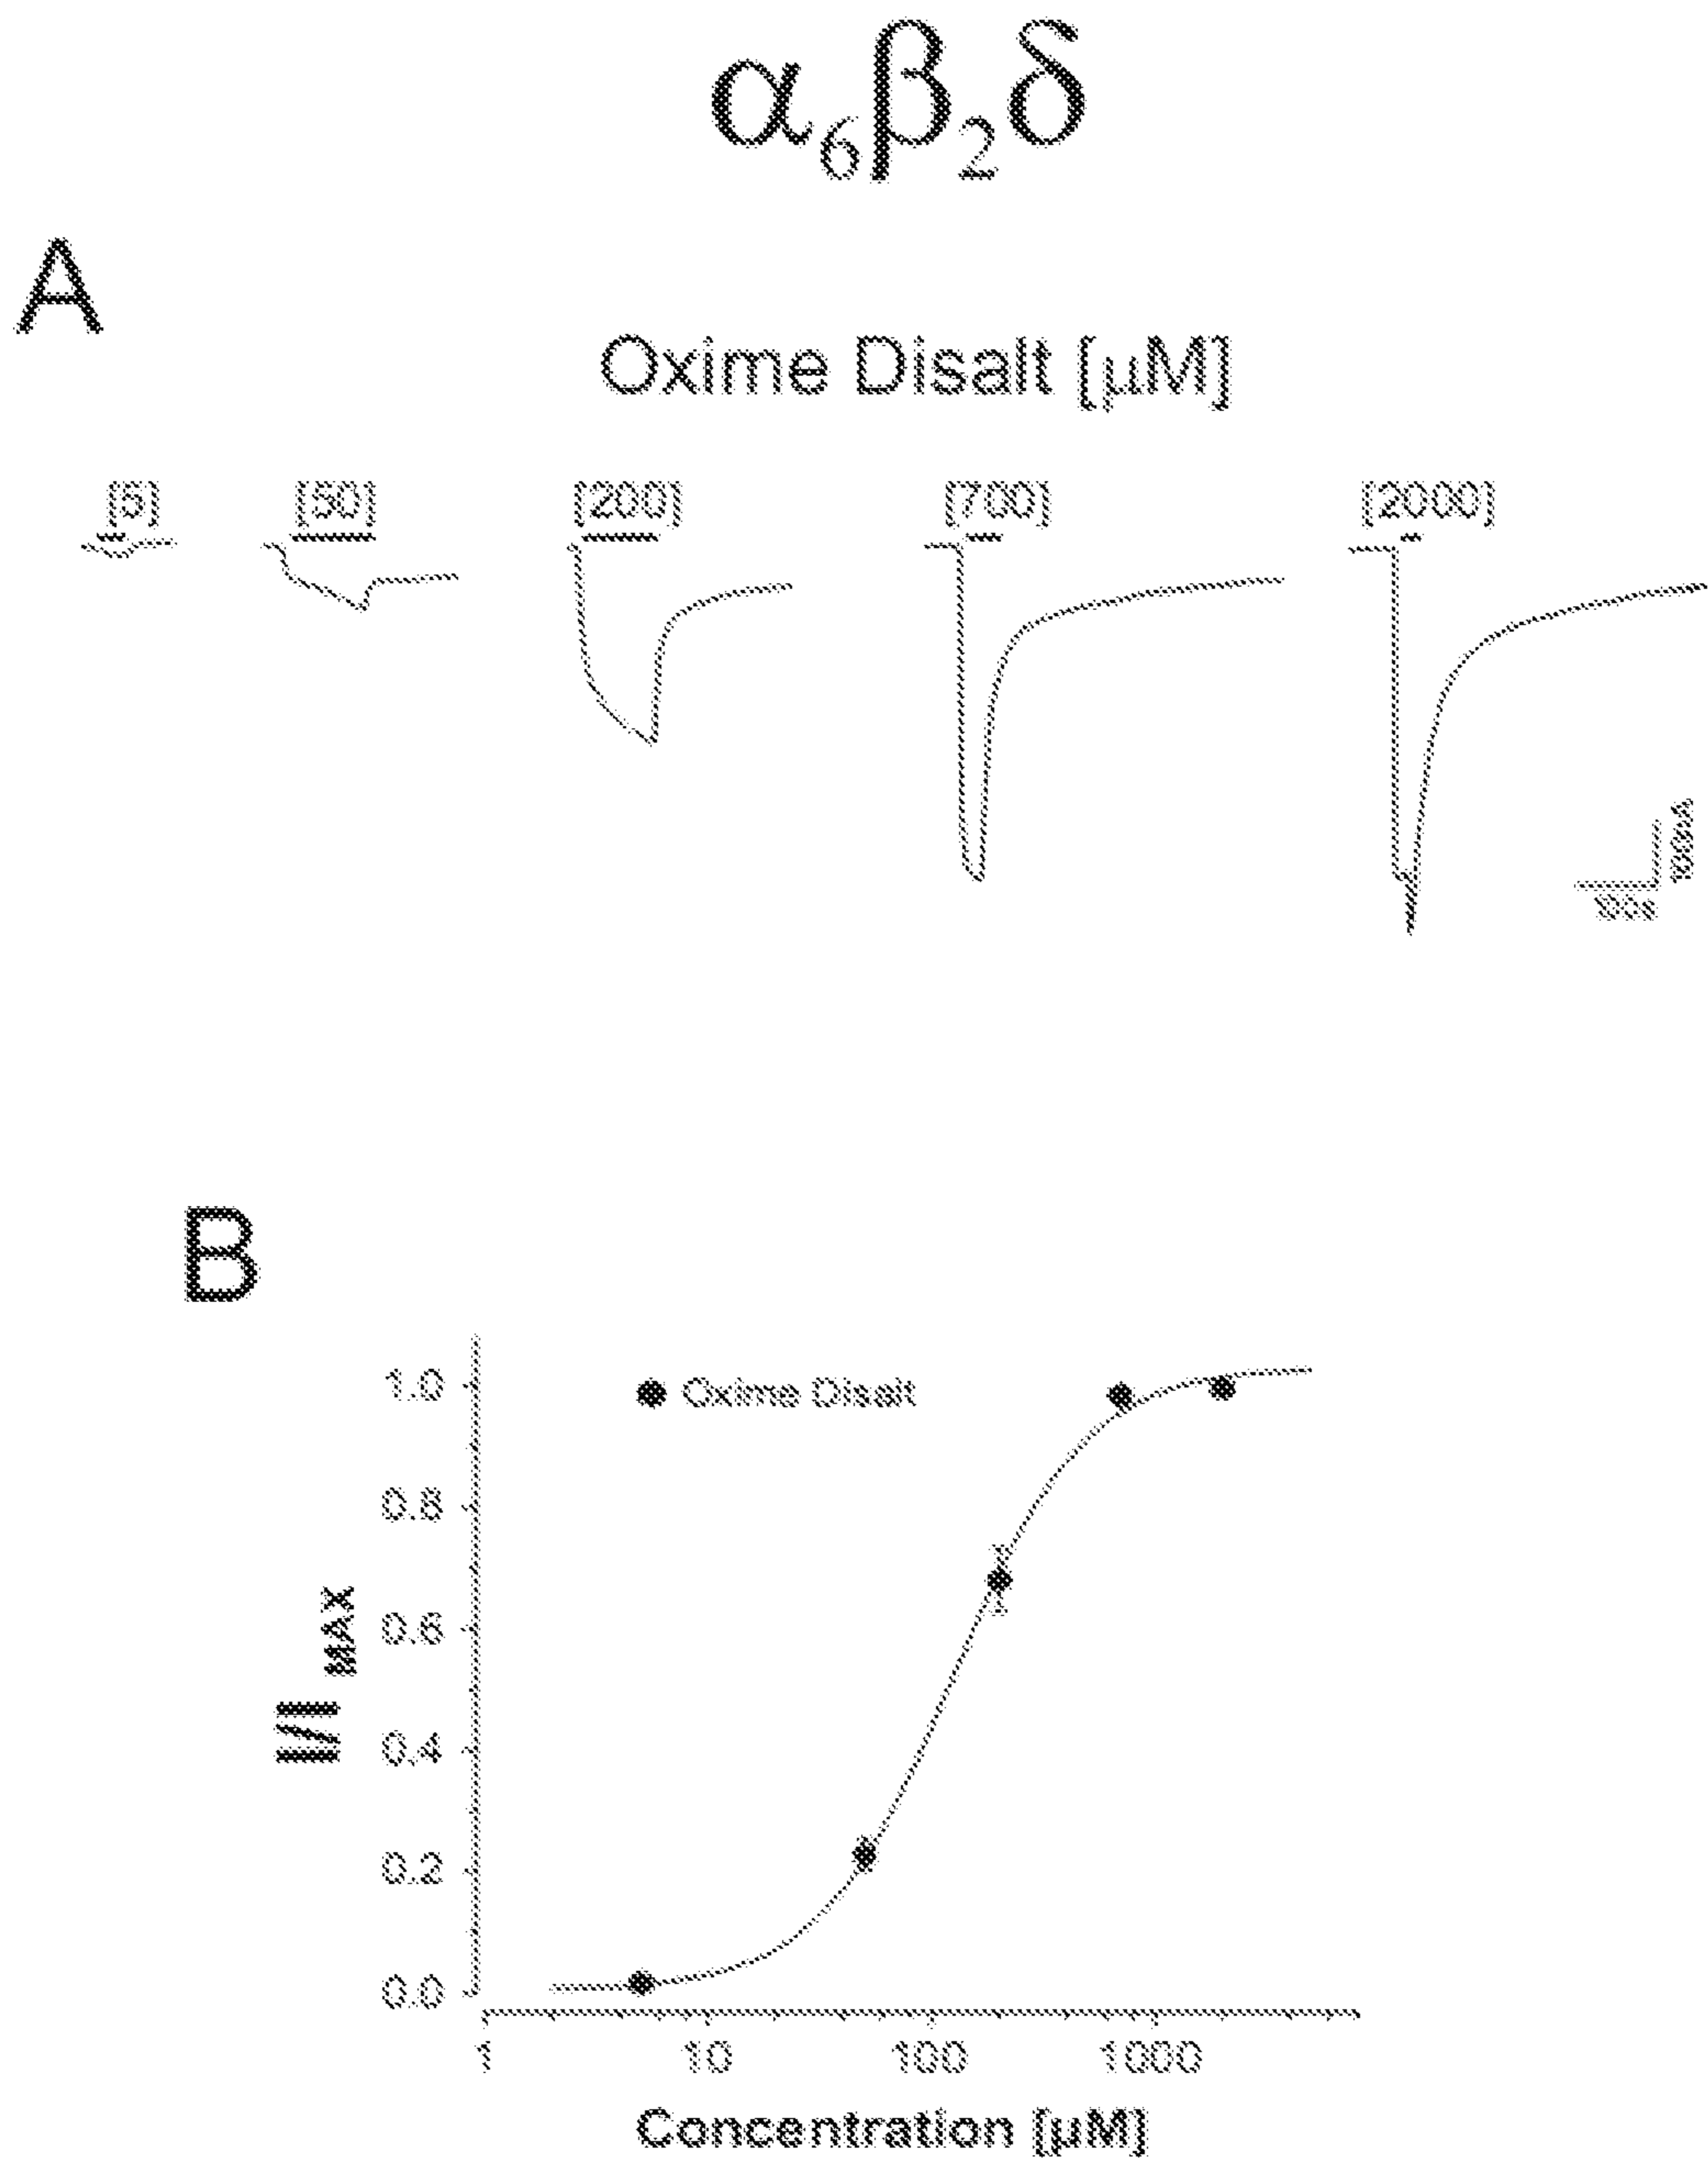 α₆β₂δ
A
Oxime Disalt [µM]
[5] [50] [200] [700] [2000]
100s
B
1.0
Oxime Disalt
0.8
0.6
0.4
0.2
0.0
I/I MAX
1 10 100 1000
Concentration [µM]